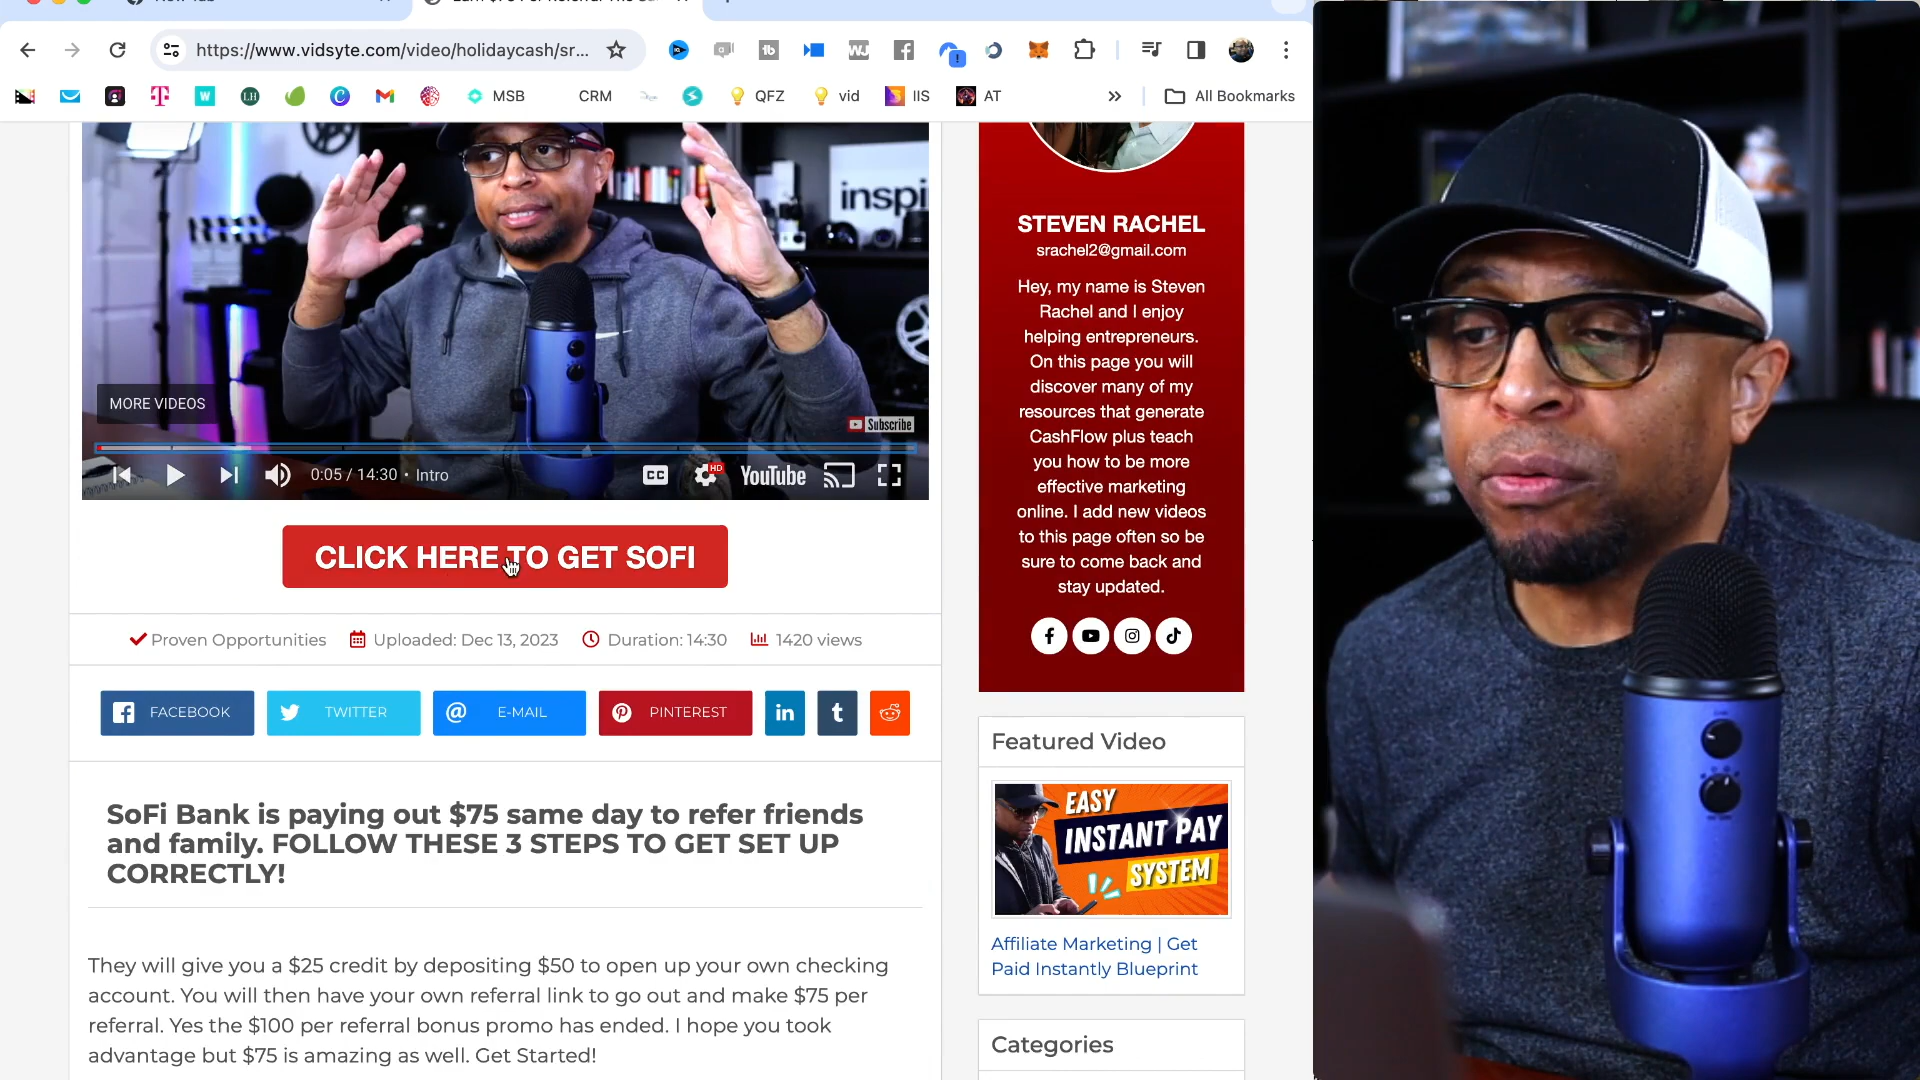 https://www.vidsyte.com/video/holidaycash/sr...
MSB
CRM
QFZ
vid
IIS
AT
All Bookmarks
inspi
MORE VIDEOS
Subscribe
0:05 / 14:30 • Intro
CC
HD
YouTube
CLICK HERE TO GET SOFI
Proven Opportunities
Uploaded: Dec 13, 2023
Duration: 14:30
1420 views
FACEBOOK
TWITTER
E-MAIL
PINTEREST
SoFi Bank is paying out $75 same day to refer friends
and family. FOLLOW THESE 3 STEPS TO GET SET UP
CORRECTLY!
They will give you a $25 credit by depositing $50 to open up your own checking
account. You will then have your own referral link to go out and make $75 per
referral. Yes the $100 per referral bonus promo has ended. I hope you took
advantage but $75 is amazing as well. Get Started!
STEVEN RACHEL
srachel2@gmail.com
Hey, my name is Steven
Rachel and I enjoy
helping entrepreneurs.
On this page you will
discover many of my
resources that generate
CashFlow plus teach
you how to be more
effective marketing
online. I add new videos
to this page often so be
sure to come back and
stay updated.
Featured Video
EASY
INSTANT PAY
SYSTEM
Affiliate Marketing | Get
Paid Instantly Blueprint
Categories